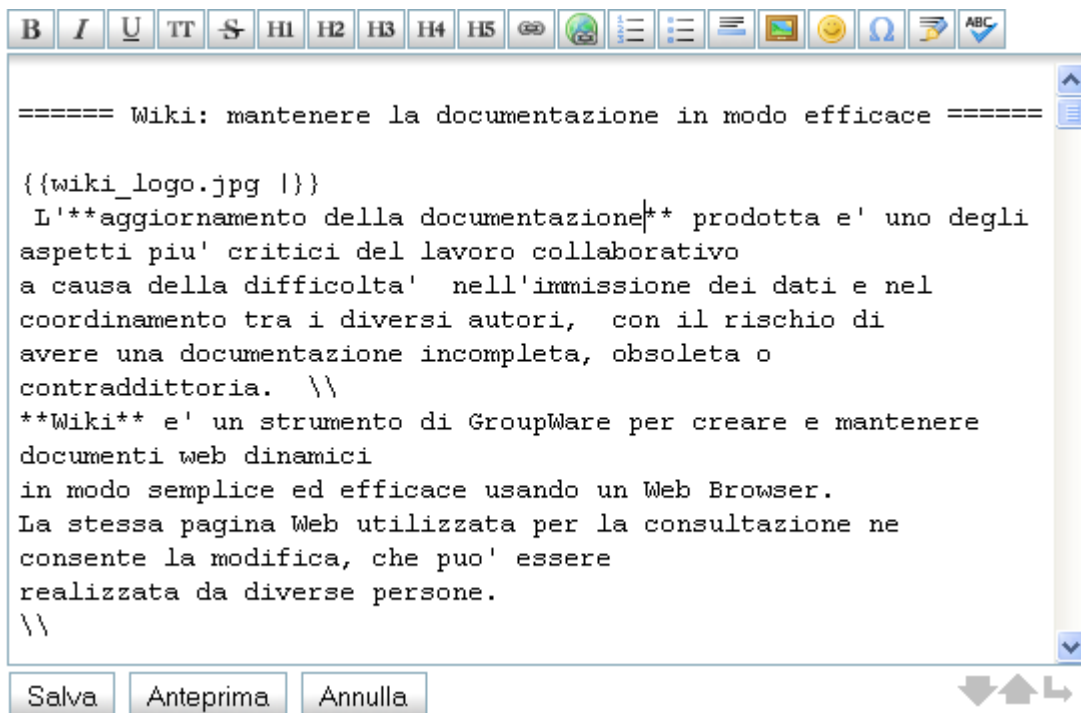 B I U TT S H1 H2 H3 H4 H5 ABC
====== Wiki: mantenere la documentazione in modo efficace ======
{{wiki_logo.jpg |}}
L'**aggiornamento della documentazione** prodotta e' uno degli
aspetti piu' critici del lavoro collaborativo
a causa della difficolta'  nell'immissione dei dati e nel
coordinamento tra i diversi autori,  con il rischio di
avere una documentazione incompleta, obsoleta o
contraddittoria.  \\
**Wiki** e' un strumento di GroupWare per creare e mantenere
documenti web dinamici
in modo semplice ed efficace usando un Web Browser.
La stessa pagina Web utilizzata per la consultazione ne
consente la modifica, che puo' essere
realizzata da diverse persone.
\\
Salva Anteprima Annulla